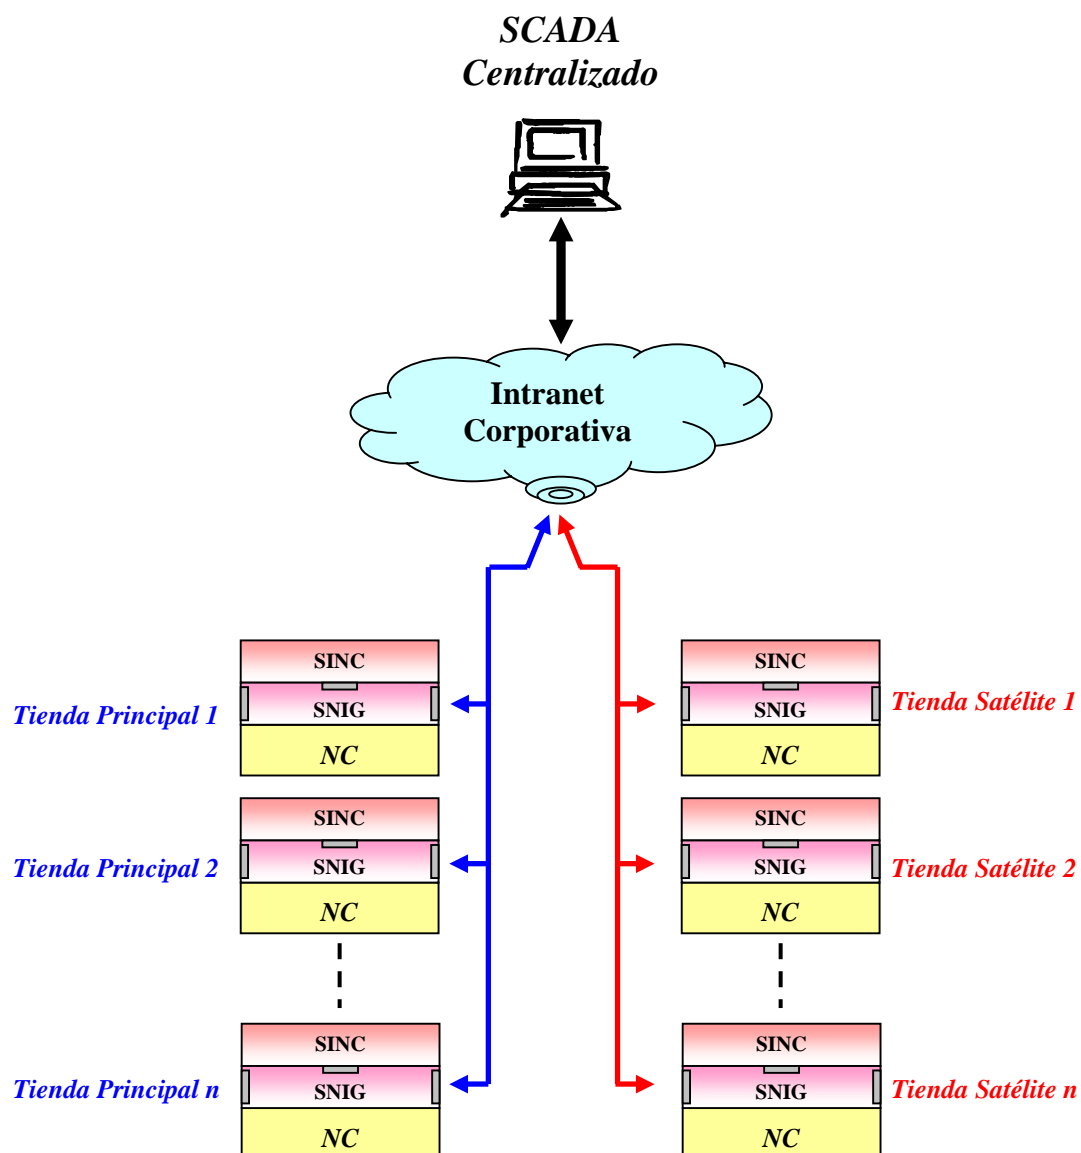 SCADA
Centralizado
Intranet
Corporativa
SINC
SNIG
NC
Tienda Principal 1
SINC
SNIG
NC
Tienda Satélite 1
SINC
SNIG
NC
Tienda Principal 2
SINC
SNIG
NC
Tienda Satélite 2
SINC
SNIG
NC
Tienda Principal n
SINC
SNIG
NC
Tienda Satélite n